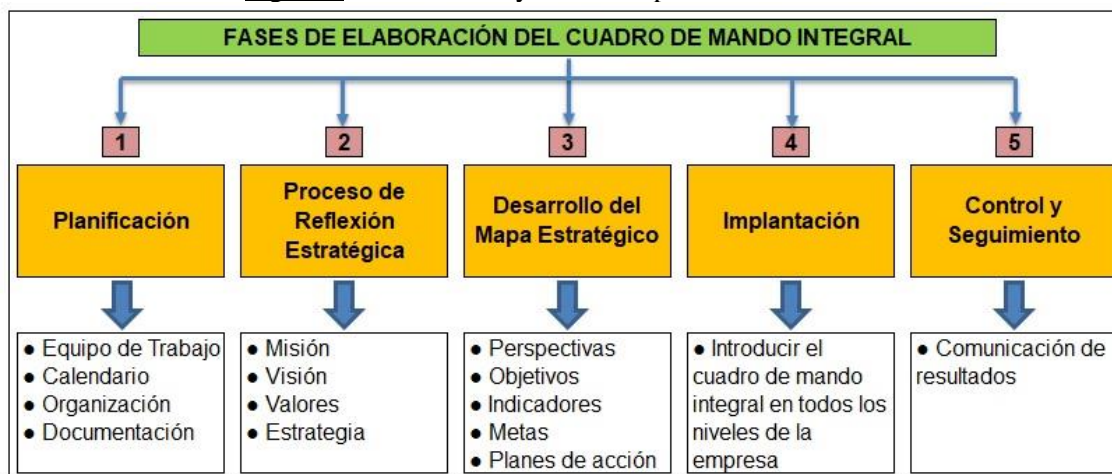 FASES DE ELABORACIÓN DEL CUADRO DE MANDO INTEGRAL
1
Planificación
● Equipo de Trabajo
● Calendario
● Organización
● Documentación
2
Proceso de
Reflexión
Estratégica
● Misión
● Visión
● Valores
● Estrategia
3
Desarrollo del
Mapa Estratégico
● Perspectivas
● Objetivos
● Indicadores
● Metas
● Planes de acción
4
Implantación
● Introducir el
cuadro de mando
integral en todos los
niveles de la
empresa
5
Control y
Seguimiento
● Comunicación de
resultados